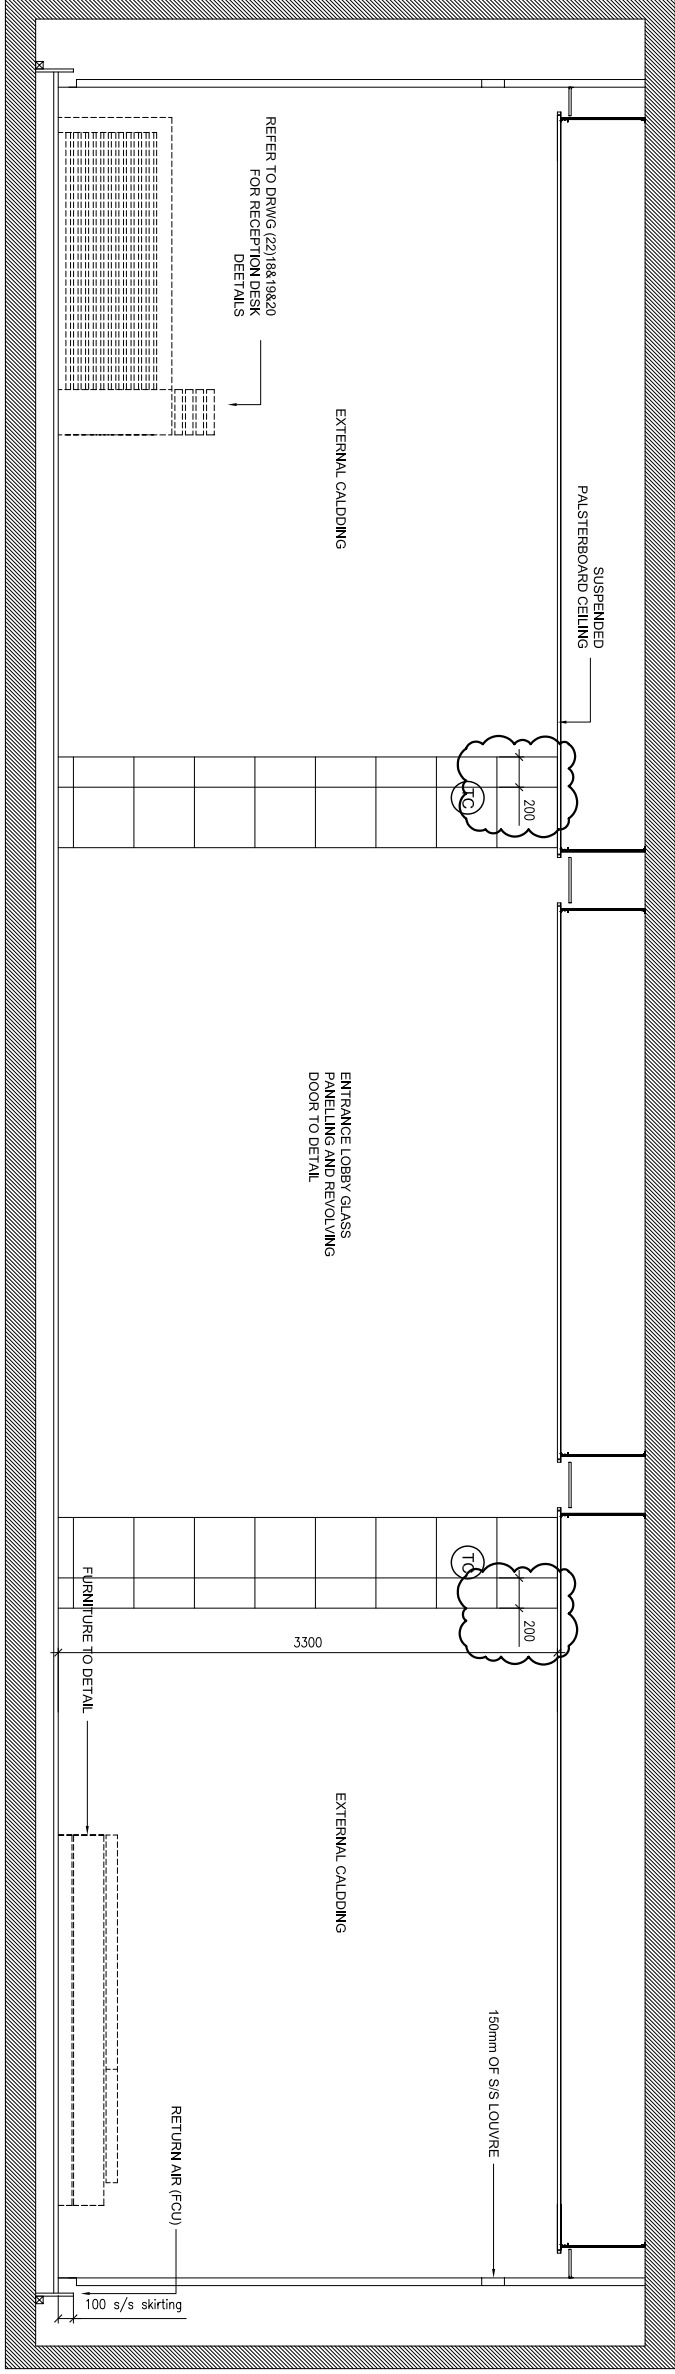 REFER TO DRWG (22)18&19&20
FOR RECEPTION DESK
DEETAILS
EXTERNAL CALDDING
SUSPENDED
PALSTERBOARD CEILING
TC
200
ENTRANCE LOBBY GLASS
PANELLING AND REVOLVING
DOOR TO DETAIL
TC
200
3300
FURNITURE TO DETAIL
EXTERNAL CALDDING
150mm OF S/S LOUVRE
RETURN AIR (FCU)
100 s/s skirting